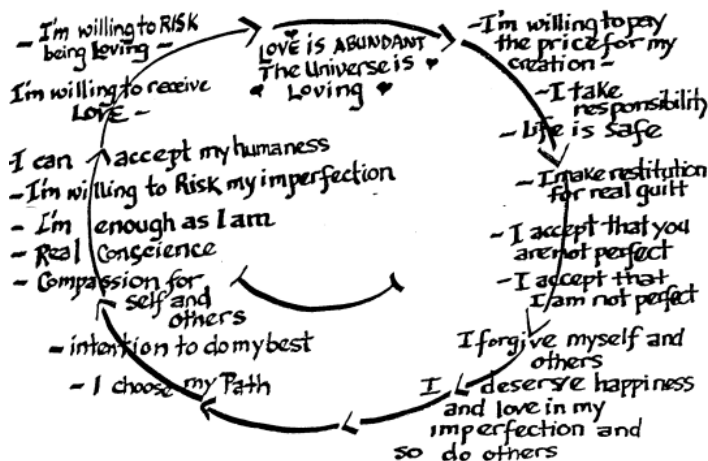 LOVE is ABUNDANT
The Universe is
Loving
- I'm willing to pay
the price for my
creation -
- I take
responsibility
- Life is safe
- I make restitution
for real guilt
- I accept that you
are not perfect
- I accept that
I am not perfect
I forgive myself and
others
I deserve happiness
and love in my
imperfection and
so do others
- I choose my Path
- intention to do my best
- Compassion for
self and
others
- Real Conscience
- I'm enough as I am
- I'm willing to Risk my imperfection
I can accept my humaness
I'm willing to receive
LOVE -
- I'm willing to RISK
being Loving -